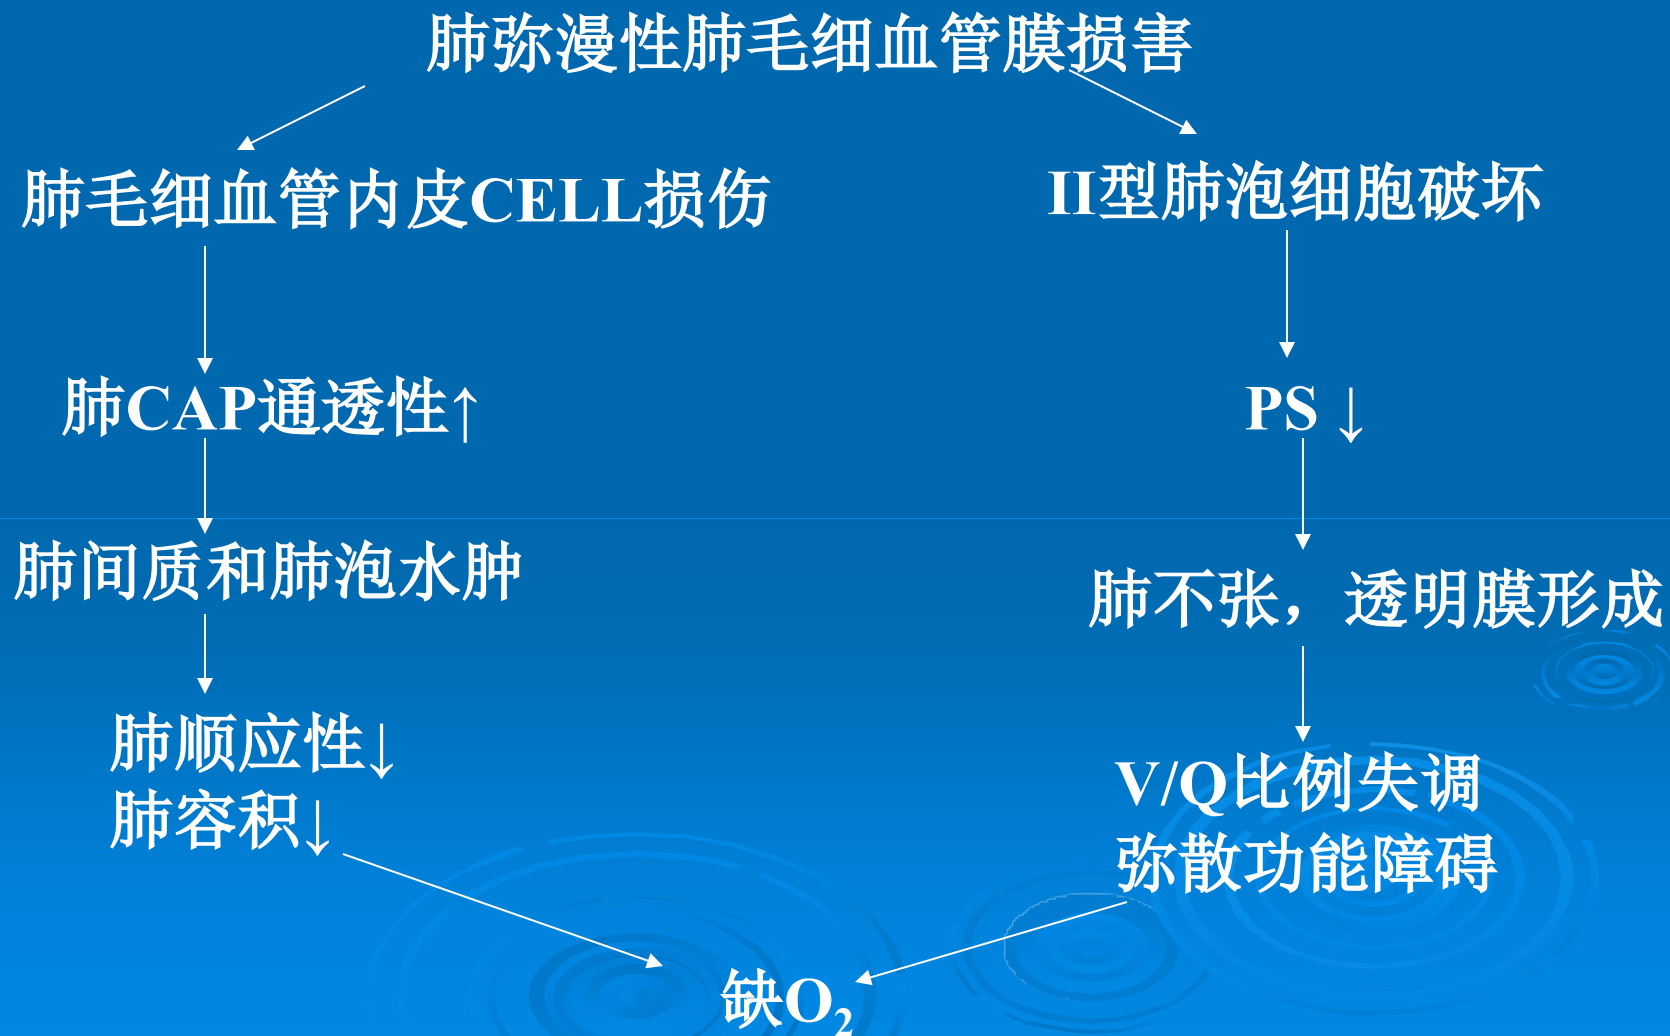 肺弥漫性肺毛细血管膜损害
肺毛细血管内皮CELL损伤
II型肺泡细胞破坏
肺CAP通透性↑
PS ↓
肺间质和肺泡水肿
肺不张，透明膜形成
肺顺应性↓
肺容积↓
V/Q比例失调
弥散功能障碍
缺O₂